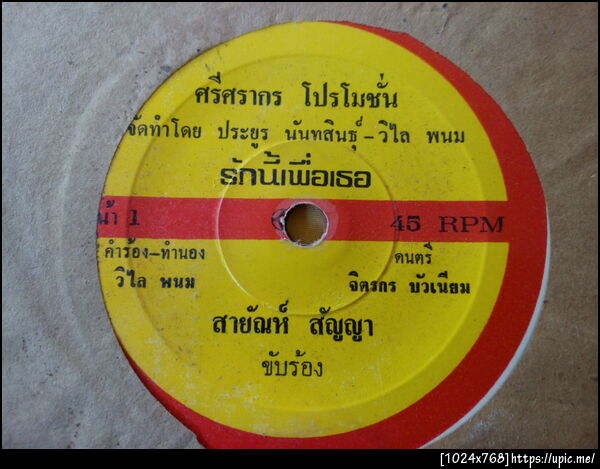 ศรีศรากร โปรโมชั่น
จัดทำโดย ประยูร นันทสินธุ์ - วิไล พนม
รักนี้เพื่อเธอ
น้า 1 45 RPM
คำร้อง-ทำนอง ดนตรี
วิไล พนม จิตรกร บัวเนียม
สายัณห์ สัญญา
ขับร้อง
[1024x768]https://upic.me/